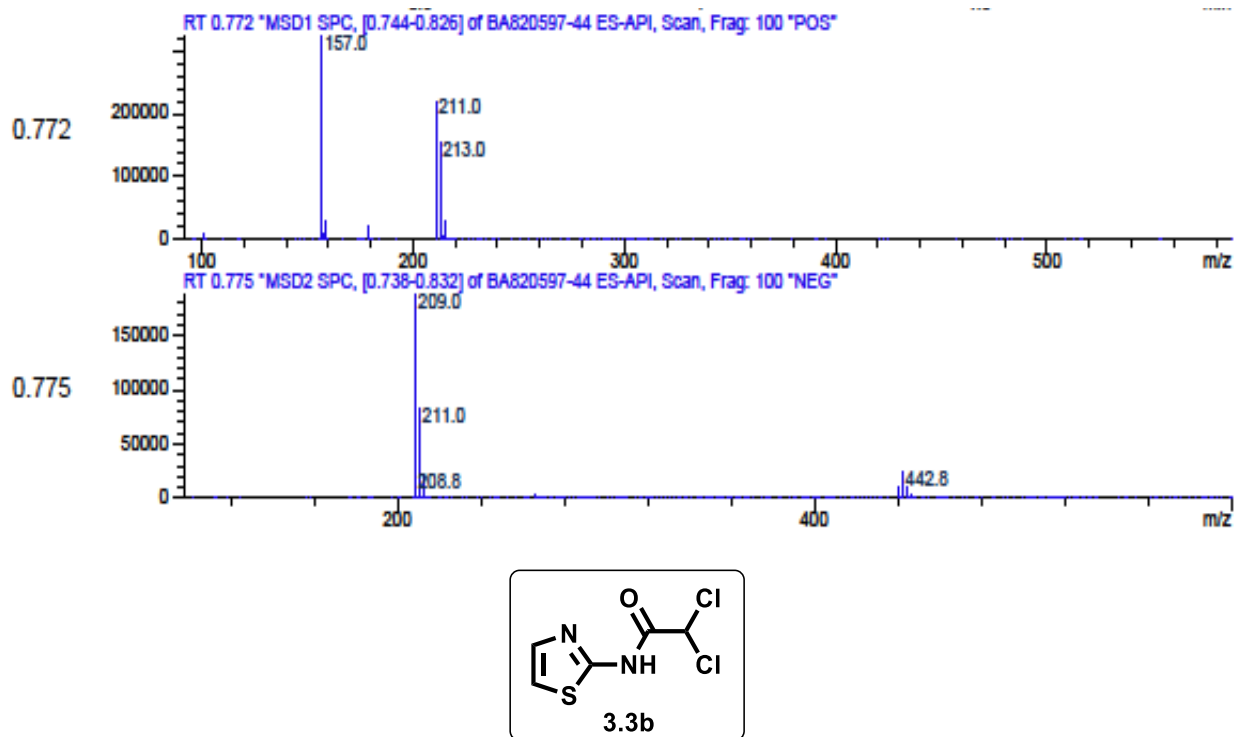 RT 0.772 "MSD1 SPC, [0.744-0.826] of BA820597-44 ES-API, Scan, Frag: 100 "POS"
157.0
211.0
213.0
200000
100000
0
0.772
100 200 300 400 500 m/z
RT 0.775 "MSD2 SPC, [0.738-0.832] of BA820597-44 ES-API, Scan, Frag: 100 "NEG"
209.0
211.0
208.8
442.8
150000
100000
50000
0
0.775
200 400 m/z
O
Cl
N
NH
Cl
S
3.3b